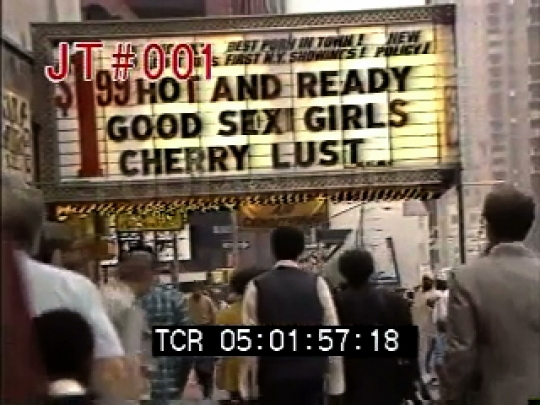 JT#001
BEST PORN IN TOWN! NEW
FIRST N.Y. SHOWINGS! POLICY!
$1 99 HOT AND READY
GOOD SEX! GIRLS
CHERRY LUST...
TCR 05:01:57:18